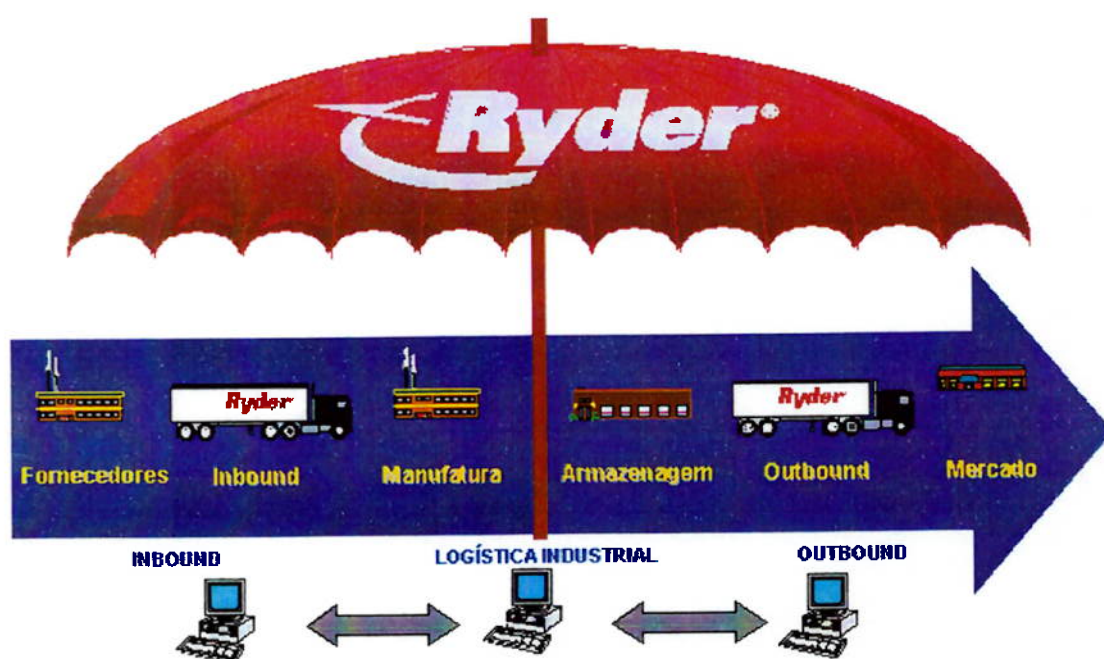 Ryder®
Ryder
Ryder
Fornecedores Inbound Manufatura Armazenagem Outbound Mercado
INBOUND LOGÍSTICA INDUSTRIAL OUTBOUND